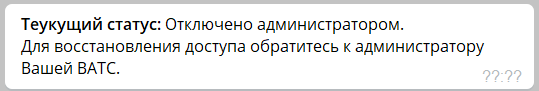 Теукущий статус: Отключено администратором.
Для восстановления доступа обратитесь к администратору
Вашей ВАТС.
??:??